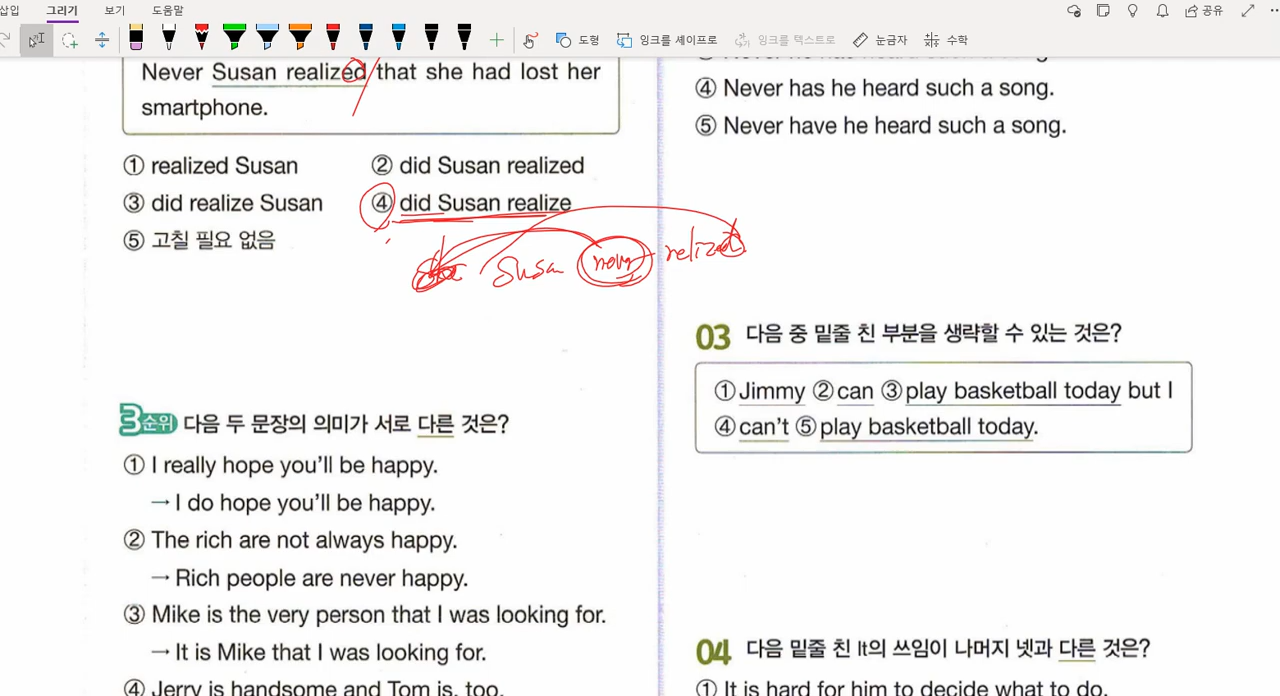 삽입
그리기
보기
도움말
공유
도형
잉크를 셰이프로
잉크를 텍스트로
눈금자
수학
Never Susan realized that she had lost her
smartphone.
① realized Susan
② did Susan realized
③ did realize Susan
④ did Susan realize
⑤ 고칠 필요 없음
Susan never relized
3순위 다음 두 문장의 의미가 서로 다른 것은?
① I really hope you'll be happy.
→ I do hope you'll be happy.
② The rich are not always happy.
→ Rich people are never happy.
③ Mike is the very person that I was looking for.
→ It is Mike that I was looking for.
④ Jerry is handsome and Tom is, too.
④ Never has he heard such a song.
⑤ Never have he heard such a song.
03 다음 중 밑줄 친 부분을 생략할 수 있는 것은?
① Jimmy ② can ③ play basketball today but I
④ can't ⑤ play basketball today.
04 다음 밑줄 친 It의 쓰임이 나머지 넷과 다른 것은?
① It is hard for him to decide what to do.